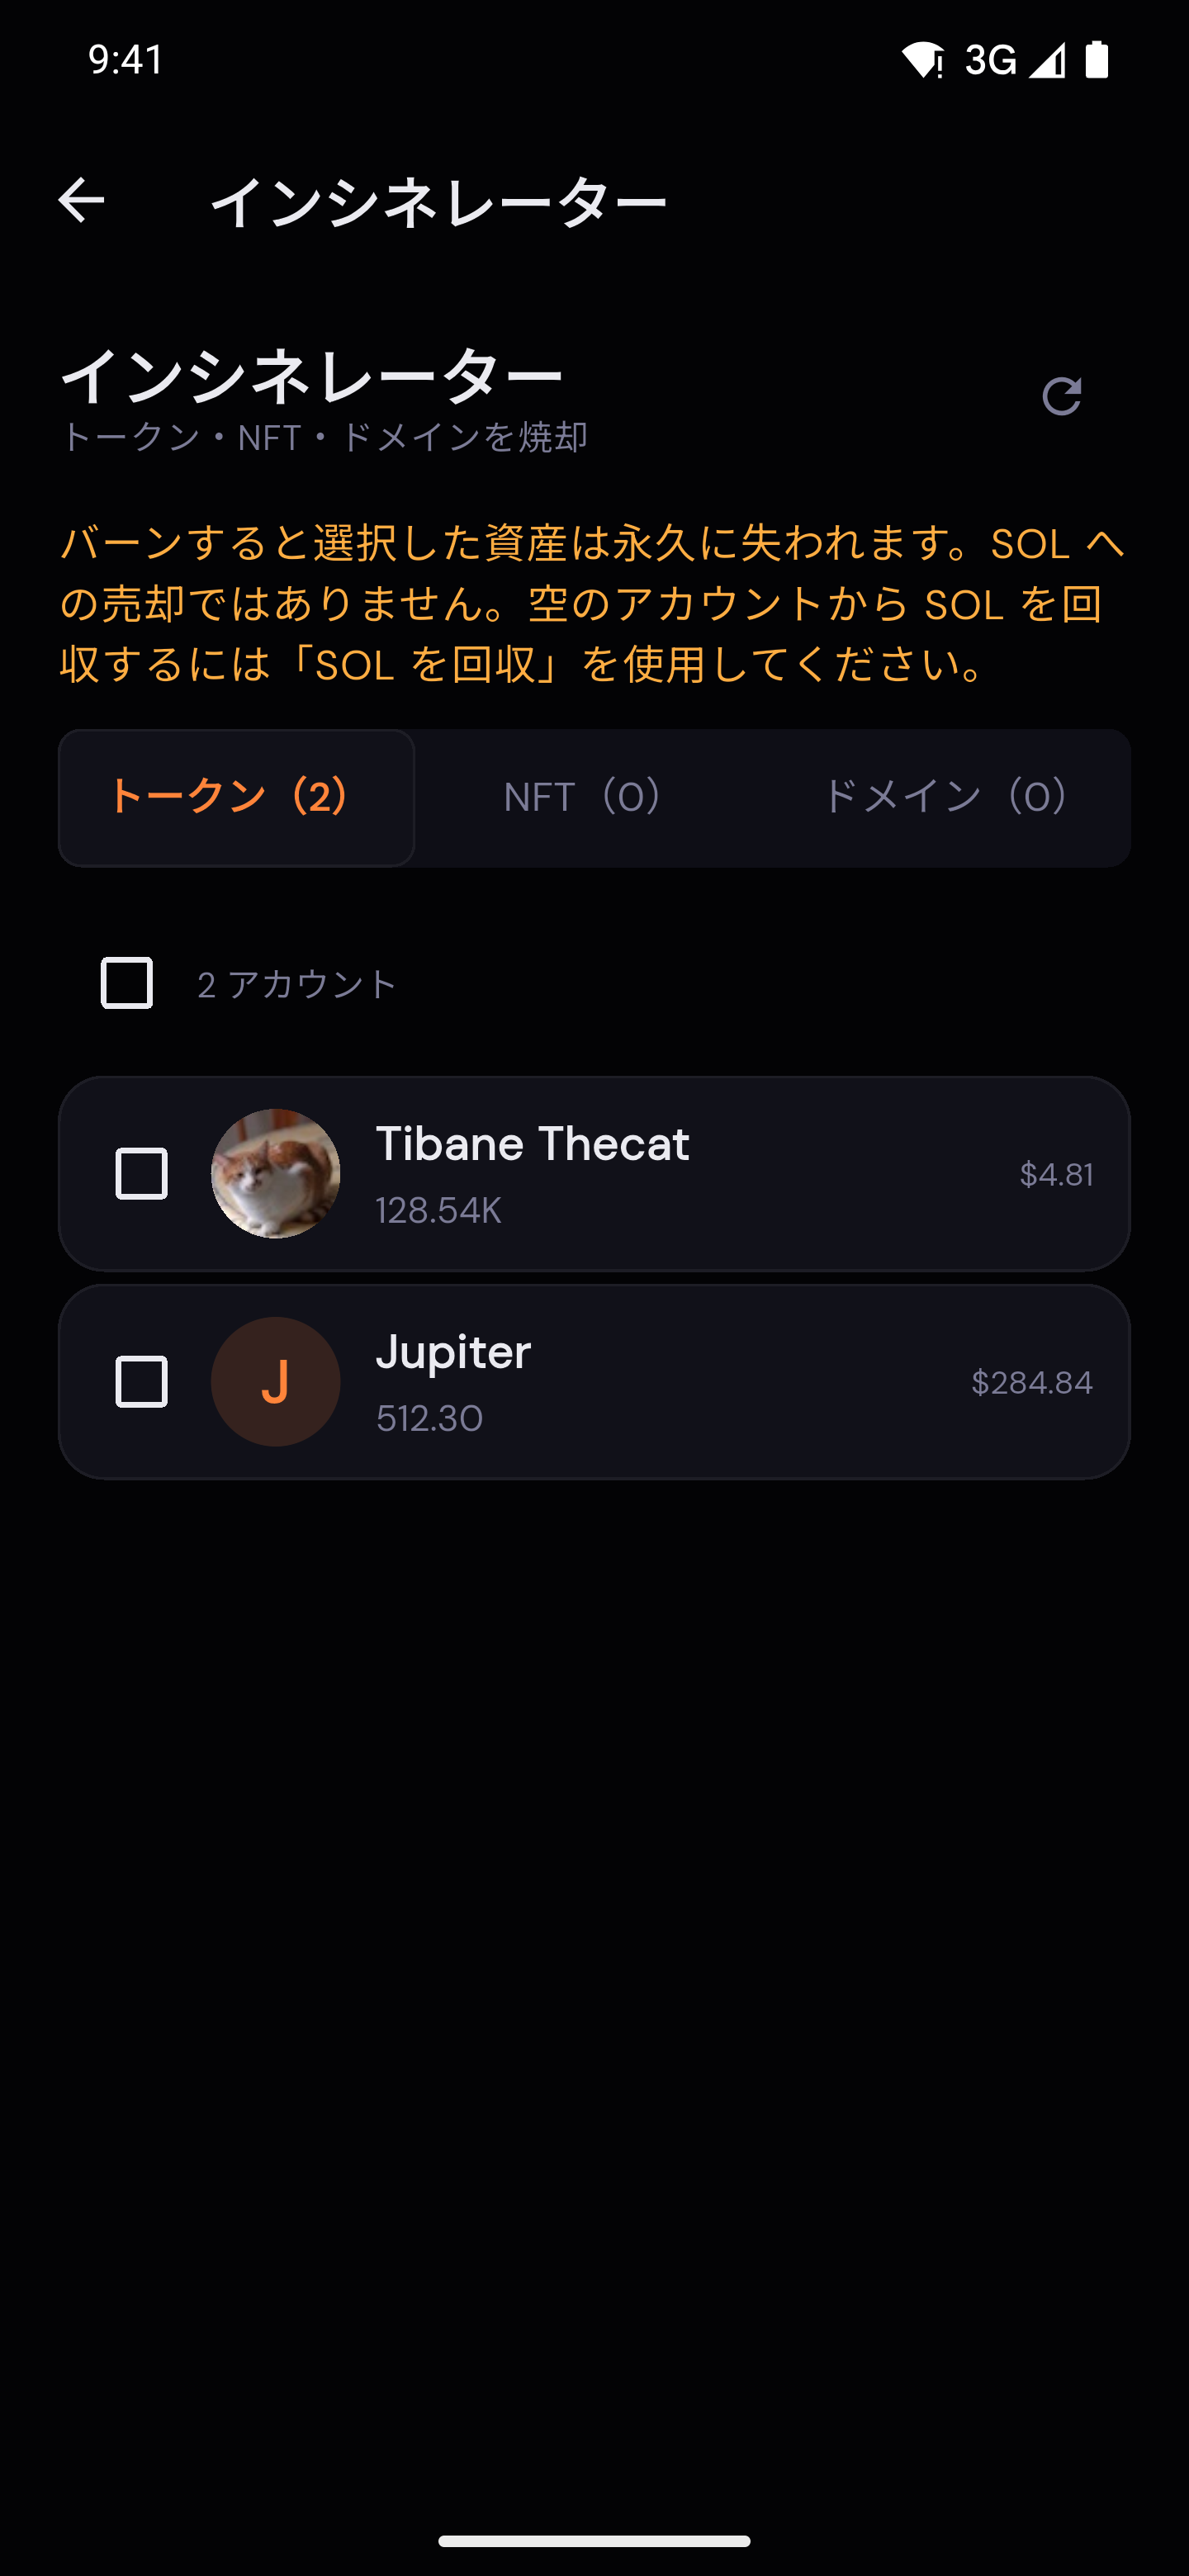 9:41
3G
インシネレーター
インシネレーター
トークン・NFT・ドメインを焼却
バーンすると選択した資産は永久に失われます。SOL へ
の売却ではありません。空のアカウントから SOL を回
収するには「SOL を回収」を使用してください。
トークン（2） NFT（0） ドメイン（0）
2 アカウント
Tibane Thecat
$4.81
128.54K
J
Jupiter
$284.84
512.30